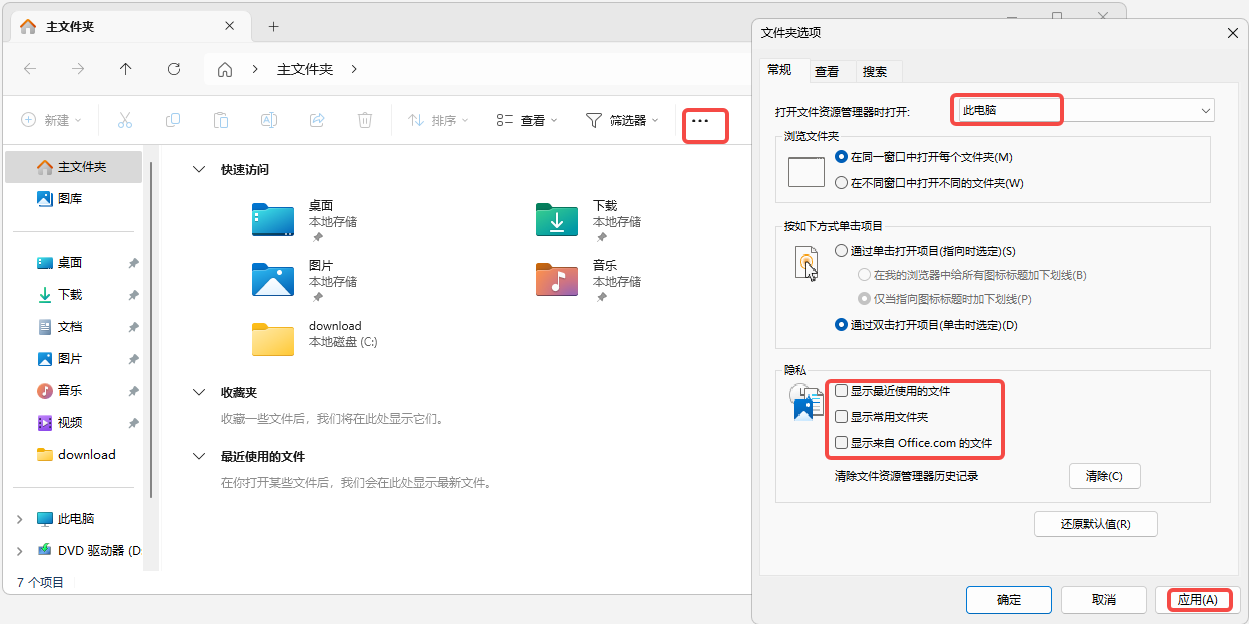 主文件夹
主文件夹
新建
排序
查看
筛选器
主文件夹
图库
桌面
下载
文档
图片
音乐
视频
download
此电脑
DVD 驱动器 (D:
7 个项目
快速访问
桌面
本地存储
下载
本地存储
图片
本地存储
音乐
本地存储
download
本地磁盘 (C:)
收藏夹
收藏一些文件后，我们将在此处显示它们。
最近使用的文件
在你打开某些文件后，我们会在此处显示最新文件。
文件夹选项
常规
查看
搜索
打开文件资源管理器时打开:
此电脑
浏览文件夹
在同一窗口中打开每个文件夹(M)
在不同窗口中打开不同的文件夹(W)
按如下方式单击项目
通过单击打开项目(指向时选定)(S)
在我的浏览器中给所有图标标题加下划线(B)
仅当指向图标标题时加下划线(P)
通过双击打开项目(单击时选定)(D)
隐私
显示最近使用的文件
显示常用文件夹
显示来自 Office.com 的文件
清除文件资源管理器历史记录
清除(C)
还原默认值(R)
确定
取消
应用(A)